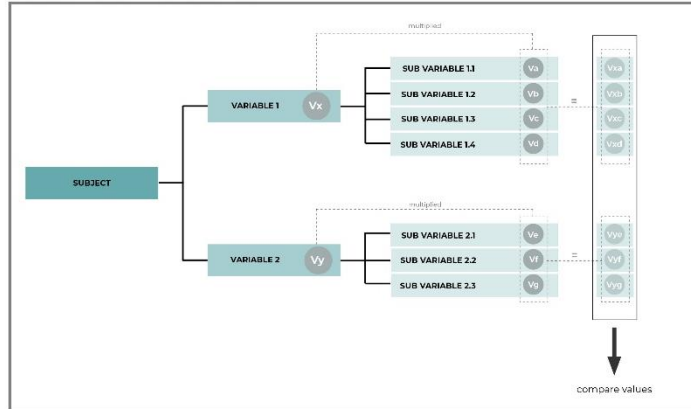 multipied
SUB VARIABLE 1.1 Va Vxa
SUB VARIABLE 1.2 Vb Vxb
VARIABLE 1 Vx
SUB VARIABLE 1.3 Vc = Vxc
SUB VARIABLE 1.4 Vd Vxd
SUBJECT
multiplied
SUB VARIABLE 2.1 Ve Vye
VARIABLE 2 Vy
SUB VARIABLE 2.2 Vf = Vyf
SUB VARIABLE 2.3 Vg Vyg
compare values